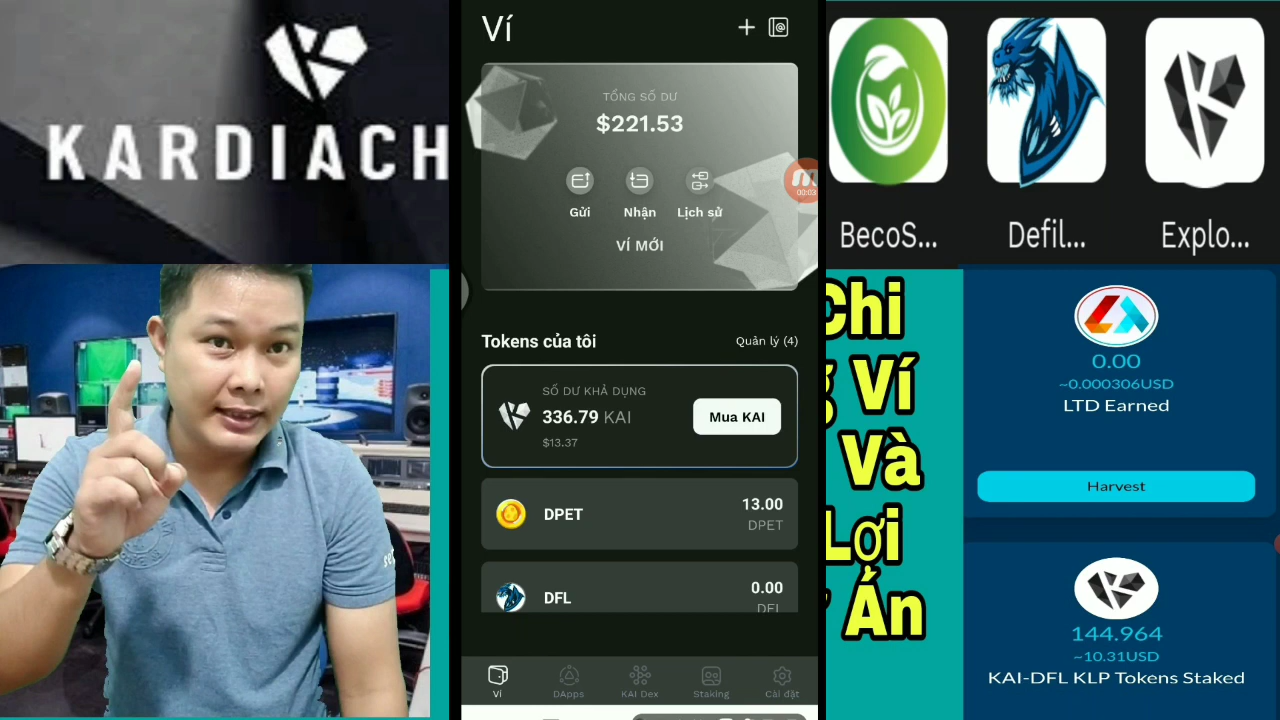 KARDIACH
Ví
TỔNG SỐ DƯ
$221.53
00:03
Gửi
Nhận
Lịch sử
VÍ MỚI
Tokens của tôi
Quản lý (4)
SỐ DƯ KHẢ DỤNG
336.79 KAI
Mua KAI
$13.37
DPET
13.00
DPET
DFL
0.00
DFL
Ví
DApps
KAI Dex
Staking
Cài đặt
BecoS...
Defil...
Explo...
Chi
g Ví
Và
Lợi
Án
0.00
~0.000306USD
LTD Earned
Harvest
144.964
~10.31USD
KAI-DFL KLP Tokens Staked